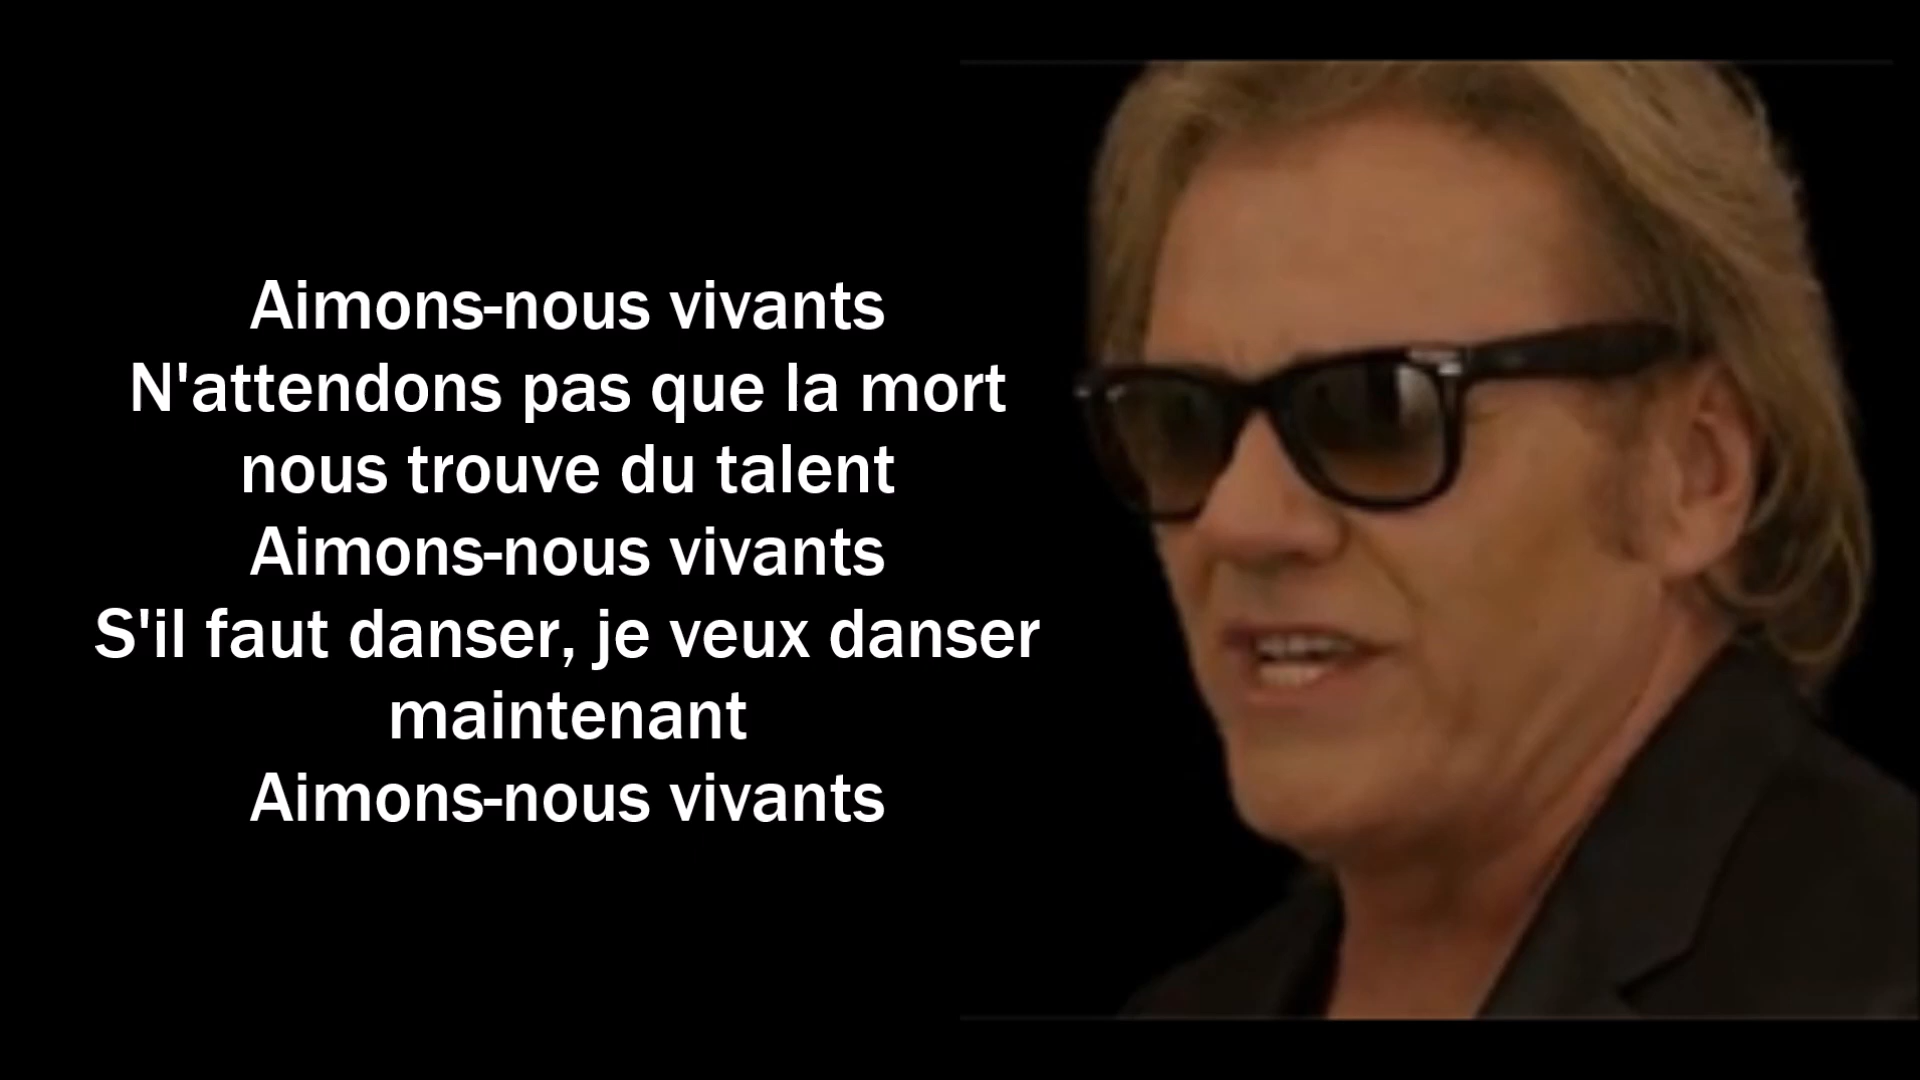 Aimons-nous vivants
N'attendons pas que la mort
nous trouve du talent
Aimons-nous vivants
S'il faut danser, je veux danser
maintenant
Aimons-nous vivants